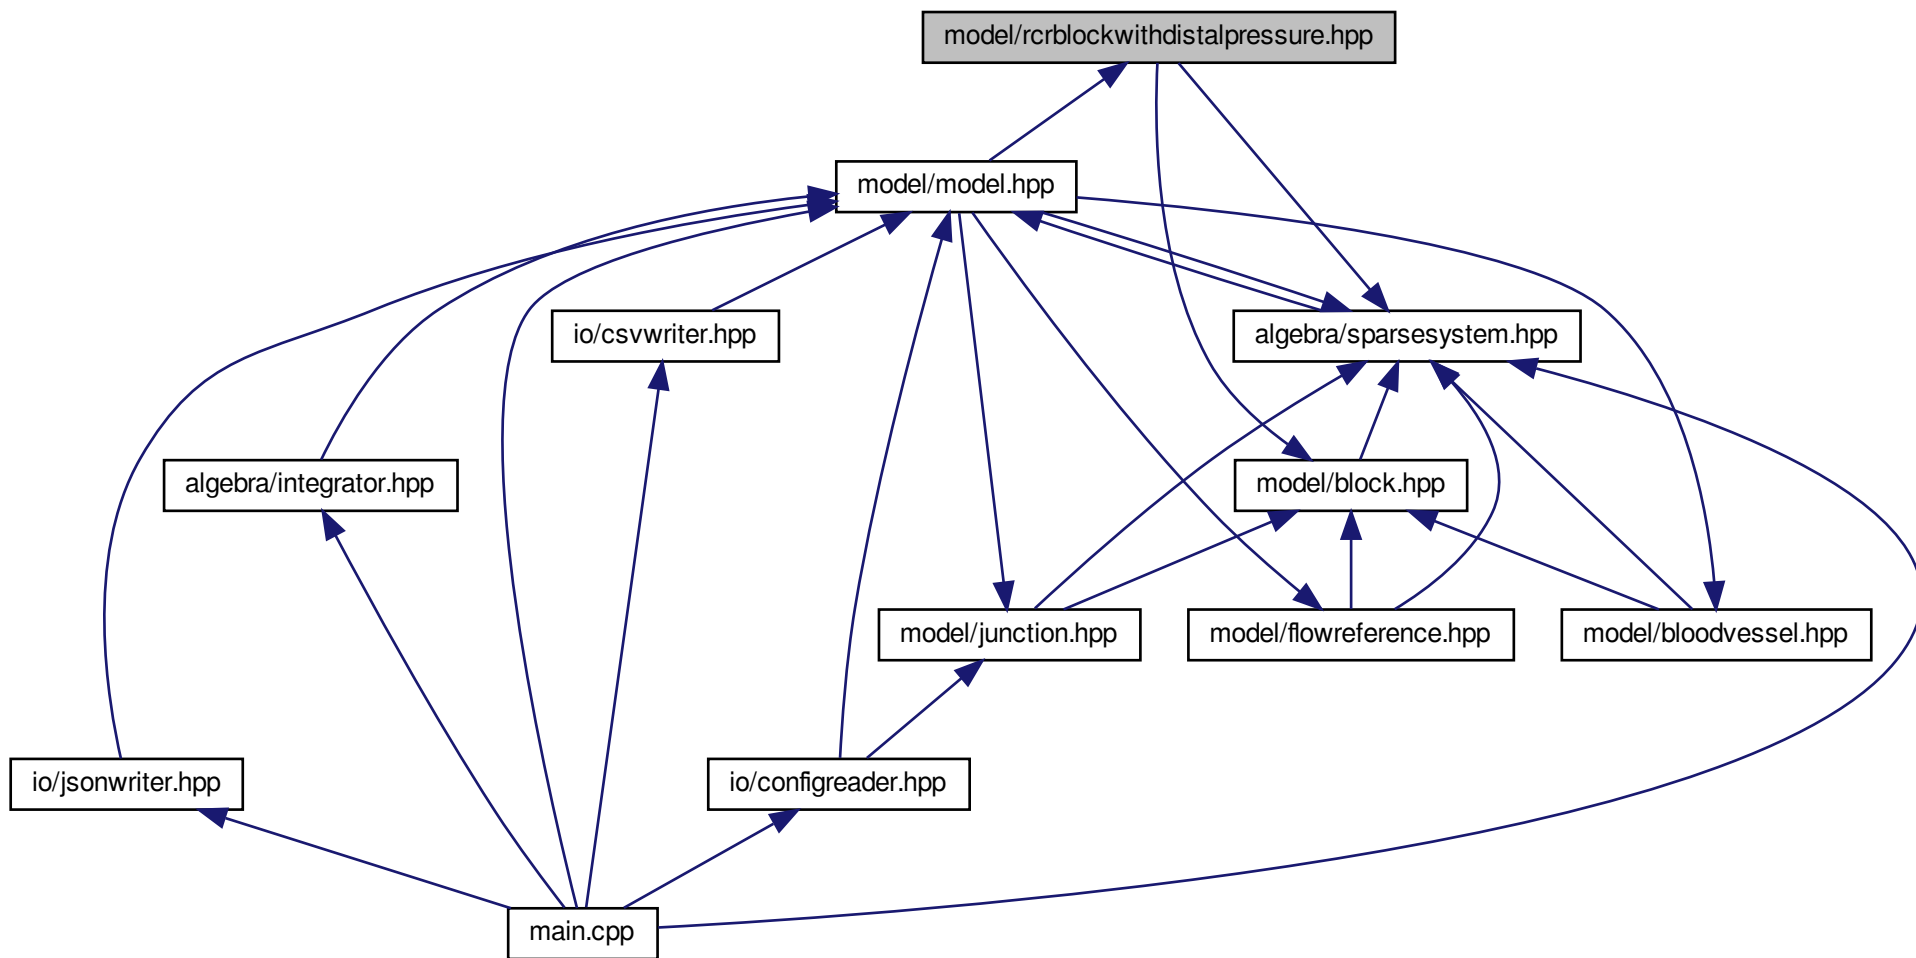 model/rcrblockwithdistalpressure.hpp
model/model.hpp
io/csvwriter.hpp
algebra/sparsesystem.hpp
algebra/integrator.hpp
model/block.hpp
model/junction.hpp
model/flowreference.hpp
model/bloodvessel.hpp
io/jsonwriter.hpp
io/configreader.hpp
main.cpp